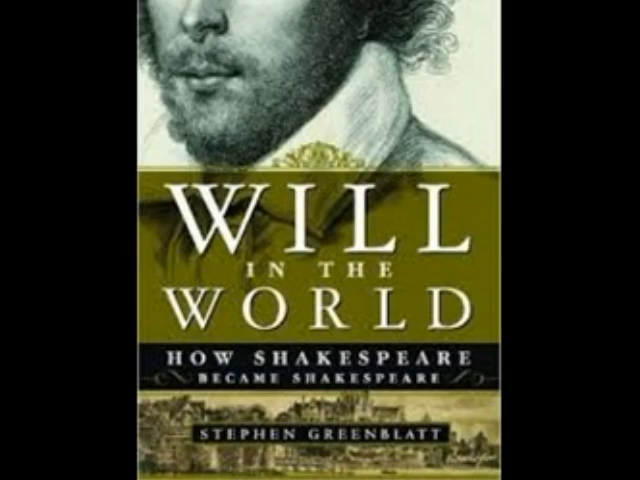 WILL
IN THE
WORLD
HOW SHAKESPEARE
BECAME SHAKESPEARE
STEPHEN GREENBLATT